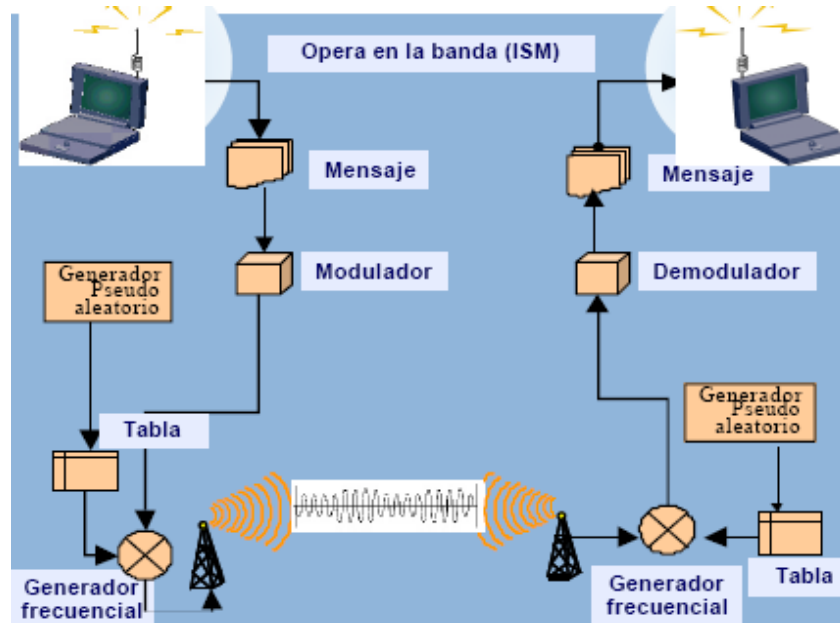 Opera en la banda (ISM)
Mensaje
Mensaje
Modulador
Demodulador
Generador
Pseudo
aleatorio
Generador
Pseudo
aleatorio
Tabla
Generador
frecuencial
Generador
frecuencial
Tabla